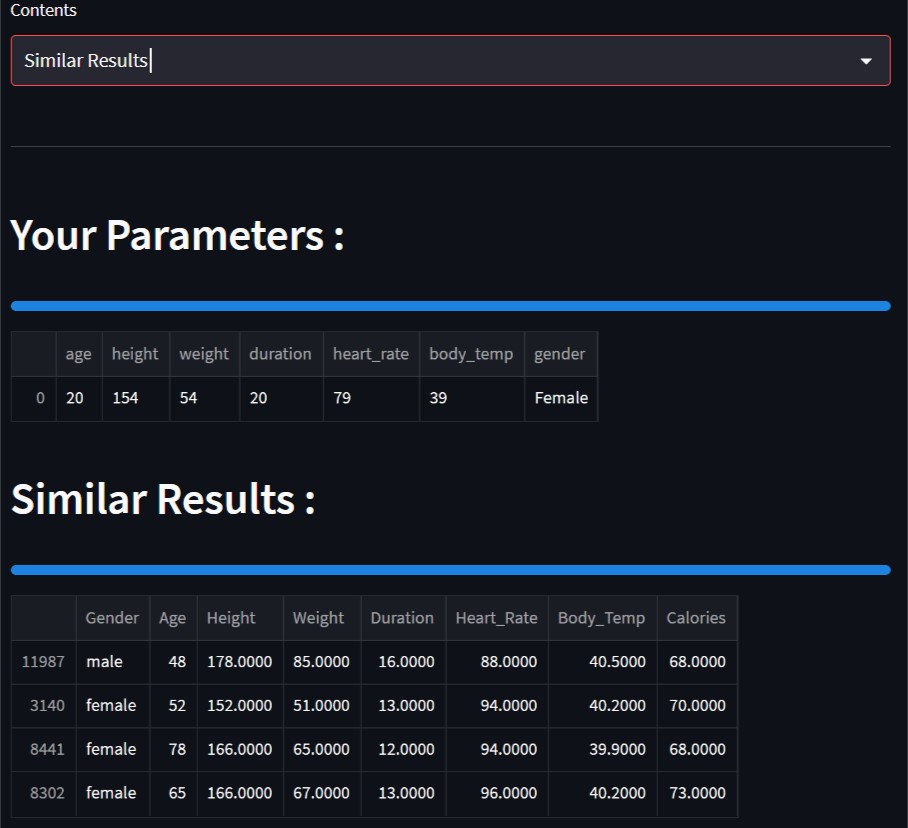 Contents
Similar Results
Your Parameters :
age height weight duration heart_rate body_temp gender
0 20 154 54 20 79 39 Female
Similar Results :
Gender Age Height Weight Duration Heart_Rate Body_Temp Calories
11987 male 48 178.0000 85.0000 16.0000 88.0000 40.5000 68.0000
3140 female 52 152.0000 51.0000 13.0000 94.0000 40.2000 70.0000
8441 female 78 166.0000 65.0000 12.0000 94.0000 39.9000 68.0000
8302 female 65 166.0000 67.0000 13.0000 96.0000 40.2000 73.0000